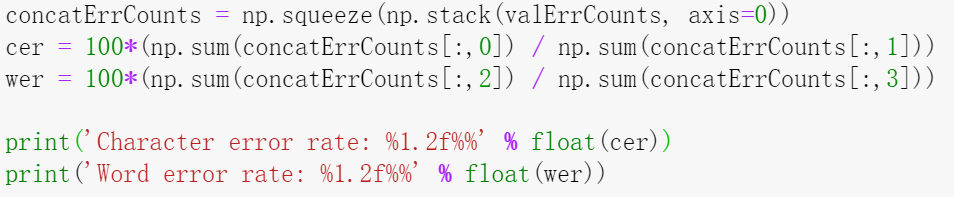 concatErrCounts = np.squeeze(np.stack(valErrCounts, axis=0))
cer = 100*(np.sum(concatErrCounts[:,0]) / np.sum(concatErrCounts[:,1]))
wer = 100*(np.sum(concatErrCounts[:,2]) / np.sum(concatErrCounts[:,3]))
print('Character error rate: %1.2f%%' % float(cer))
print('Word error rate: %1.2f%%' % float(wer))